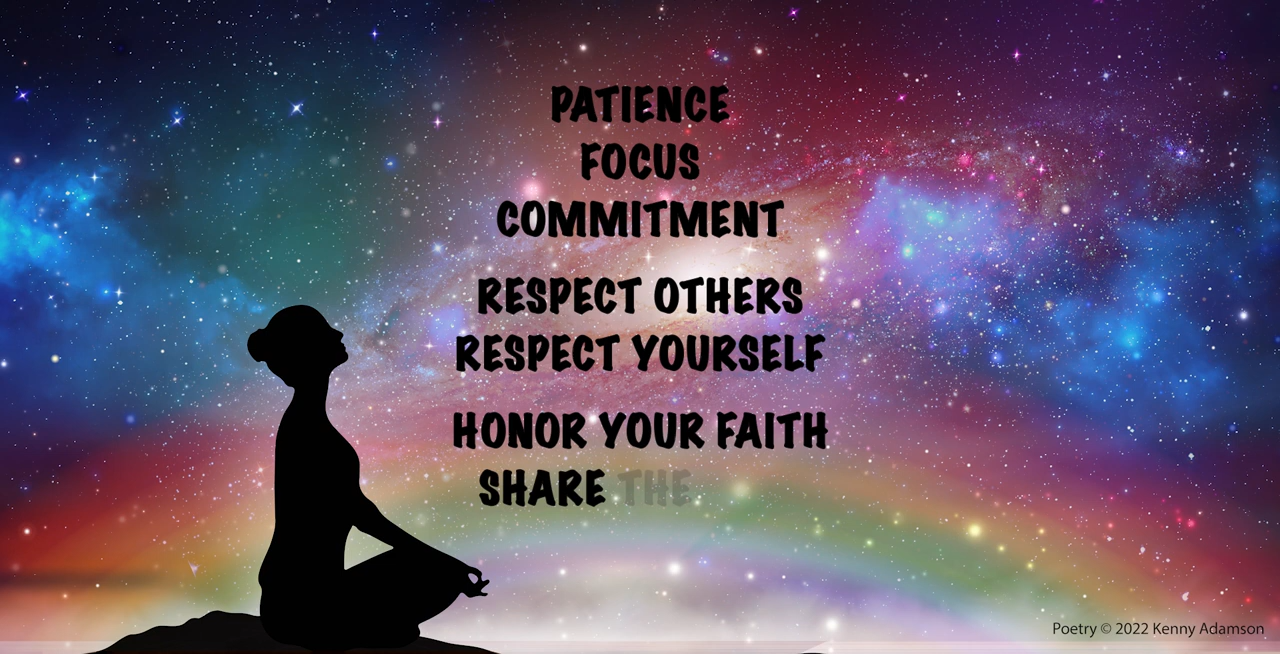 PATIENCE
FOCUS
COMMITMENT
RESPECT OTHERS
RESPECT YOURSELF
HONOR YOUR FAITH
SHARE THE
Poetry © 2022 Kenny Adamson